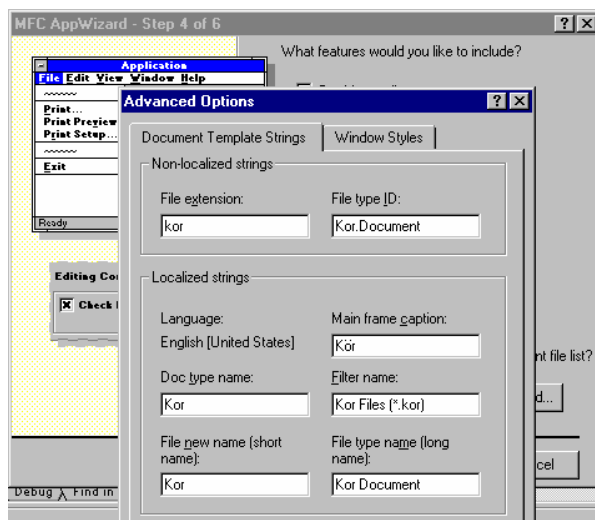 MFC AppWizard - Step 4 of 6
What features would you like to include?
Application
File Edit View Window Help
Print...
Print Preview
Print Setup...
Exit
Ready
Editing Co
Check
Advanced Options
Document Template Strings
Window Styles
Non-localized strings
File extension:
File type ID:
kor
Kor.Document
Localized strings
Language:
Main frame caption:
English [United States]
Kör
Doc type name:
Filter name:
Kor
Kor Files (*.kor)
File new name (short
name):
File type name (long
name):
Kor
Kor Document
nt file list?
d...
cel
Debug
Find in